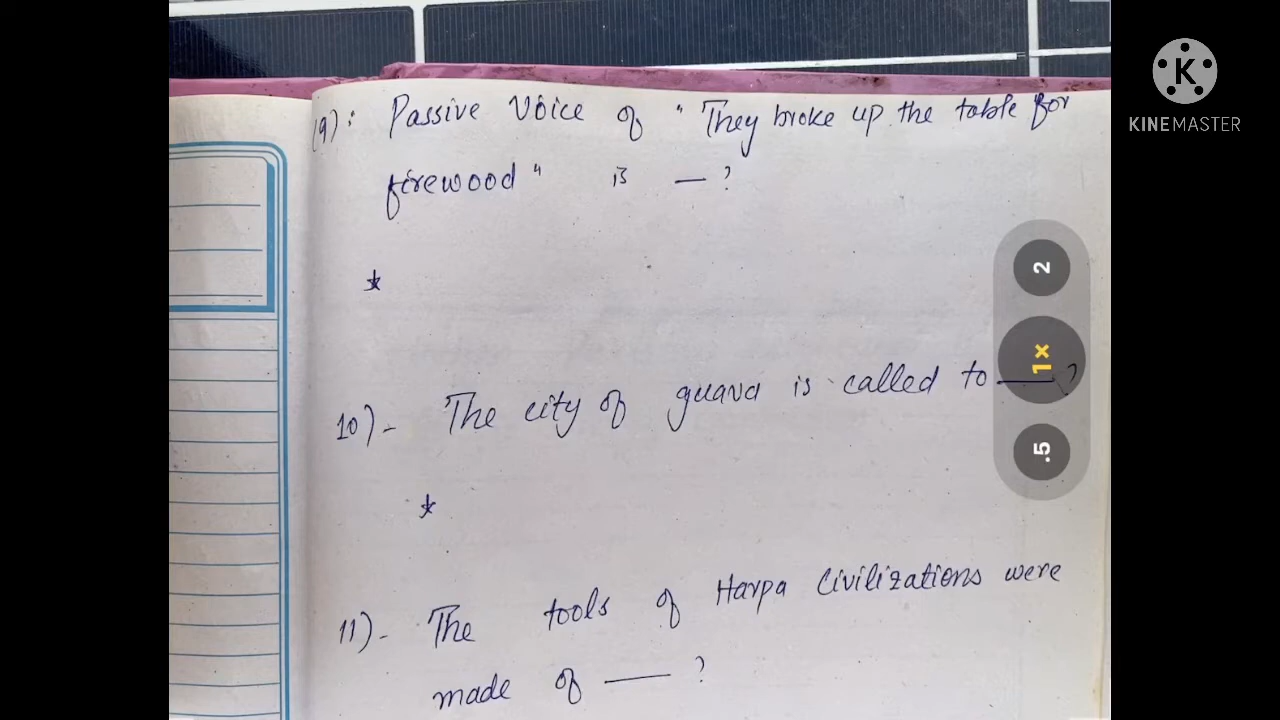 (9): Passive Voice of "They broke up the table for
firewood" is — ?
10)- The city of guava is called to — ?
11)- The tools of Harpa Civilizations were
made of — ?
K
KINEMASTER
2
1×
.5